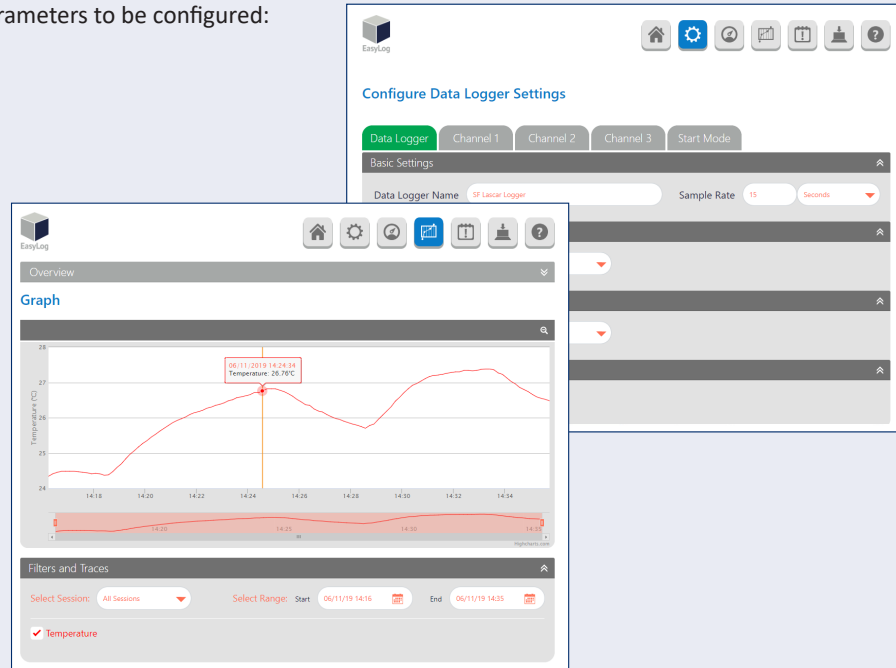 rameters to be configured:
EasyLog
Configure Data Logger Settings
Data Logger Channel 1 Channel 2 Channel 3 Start Mode
Basic Settings
Data Logger Name SF Lascar Logger Sample Rate 15 Seconds
EasyLog
Overview
Graph
28
27
26
25
24
Temperature (°C)
06/11/2019 14:24:34
Temperature: 26.76°C
14:18 14:20 14:22 14:24 14:26 14:28 14:30 14:32 14:34
14:20 14:25 14:30 14:35
Highcharts.com
Filters and Traces
Select Session: All Sessions Select Range: Start 06/11/19 14:16 End 06/11/19 14:35
Temperature